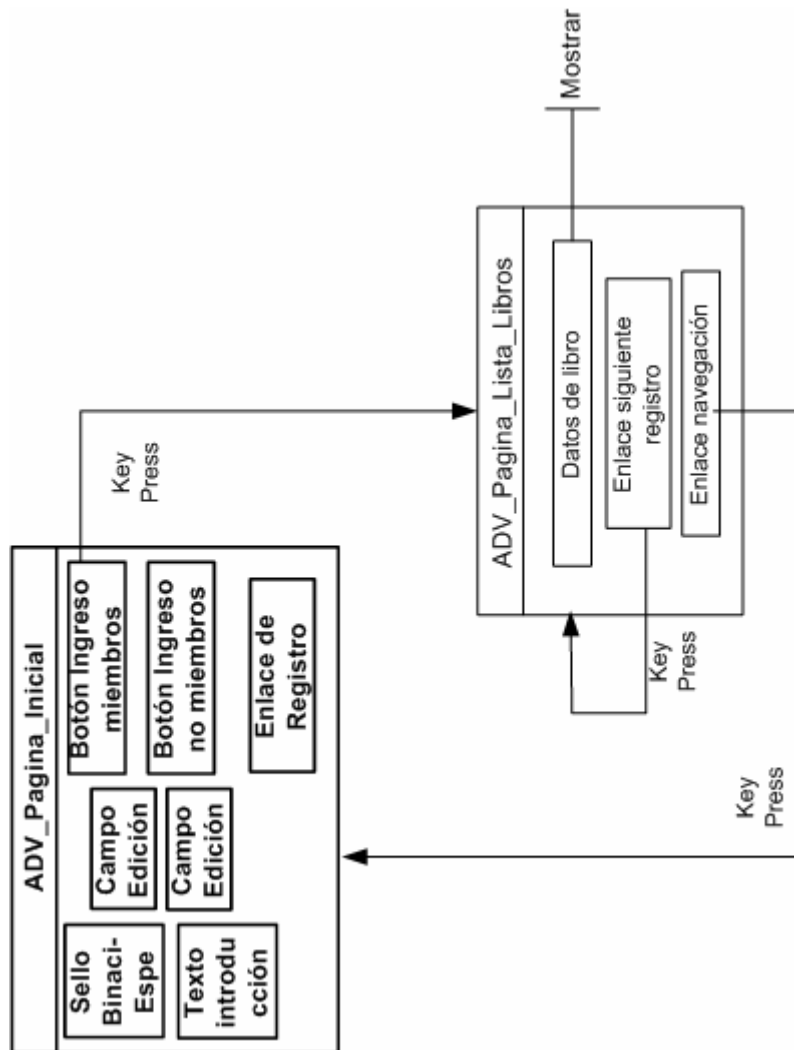 ADV_Pagina_Inicial
Sello
Binaci-
Espe
Texto
introdu
cción
Campo
Edición
Campo
Edición
Botón Ingreso
miembros
Botón Ingreso
no miembros
Enlace de
Registro
Key
Press
ADV_Pagina_Lista_Libros
Datos de libro
Enlace siguiente
registro
Enlace navegación
Mostrar
Key
Press
Key
Press